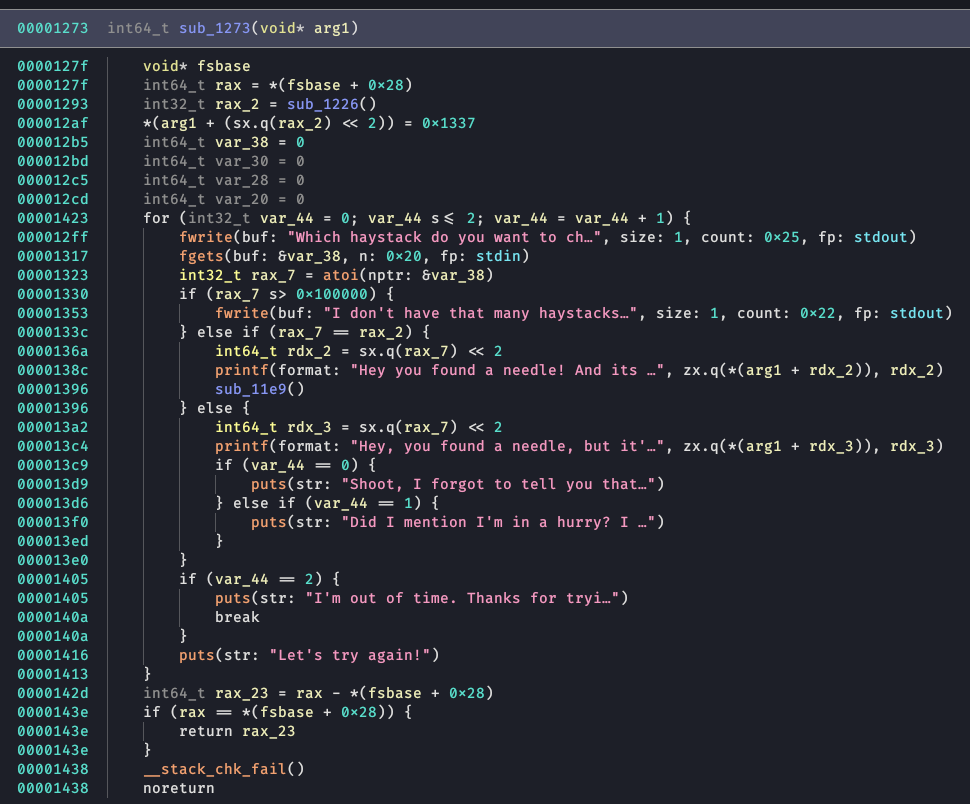 00001273 int64_t sub_1273(void* arg1)
0000127f void* fsbase
0000127f int64_t rax = *(fsbase + 0x28)
00001293 int32_t rax_2 = sub_1226()
000012af *(arg1 + (sx.q(rax_2) << 2)) = 0x1337
000012b5 int64_t var_38 = 0
000012bd int64_t var_30 = 0
000012c5 int64_t var_28 = 0
000012cd int64_t var_20 = 0
00001423 for (int32_t var_44 = 0; var_44 s<= 2; var_44 = var_44 + 1) {
000012ff fwrite(buf: "Which haystack do you want to ch…", size: 1, count: 0x25, fp: stdout)
00001317 fgets(buf: &var_38, n: 0x20, fp: stdin)
00001323 int32_t rax_7 = atoi(nptr: &var_38)
00001330 if (rax_7 s> 0x100000) {
00001353 fwrite(buf: "I don't have that many haystacks…", size: 1, count: 0x22, fp: stdout)
0000133c } else if (rax_7 == rax_2) {
0000136a int64_t rdx_2 = sx.q(rax_7) << 2
0000138c printf(format: "Hey you found a needle! And its …", zx.q(*(arg1 + rdx_2)), rdx_2)
00001396 sub_11e9()
00001396 } else {
000013a2 int64_t rdx_3 = sx.q(rax_7) << 2
000013c4 printf(format: "Hey, you found a needle, but it'…", zx.q(*(arg1 + rdx_3)), rdx_3)
000013c9 if (var_44 == 0) {
000013d9 puts(str: "Shoot, I forgot to tell you that…")
000013d6 } else if (var_44 == 1) {
000013f0 puts(str: "Did I mention I'm in a hurry? I …")
000013ed }
000013e0 }
00001405 if (var_44 == 2) {
00001405 puts(str: "I'm out of time. Thanks for tryi…")
0000140a break
0000140a }
00001416 puts(str: "Let's try again!")
00001413 }
0000142d int64_t rax_23 = rax - *(fsbase + 0x28)
0000143e if (rax == *(fsbase + 0x28)) {
0000143e return rax_23
0000143e }
00001438 __stack_chk_fail()
00001438 noreturn